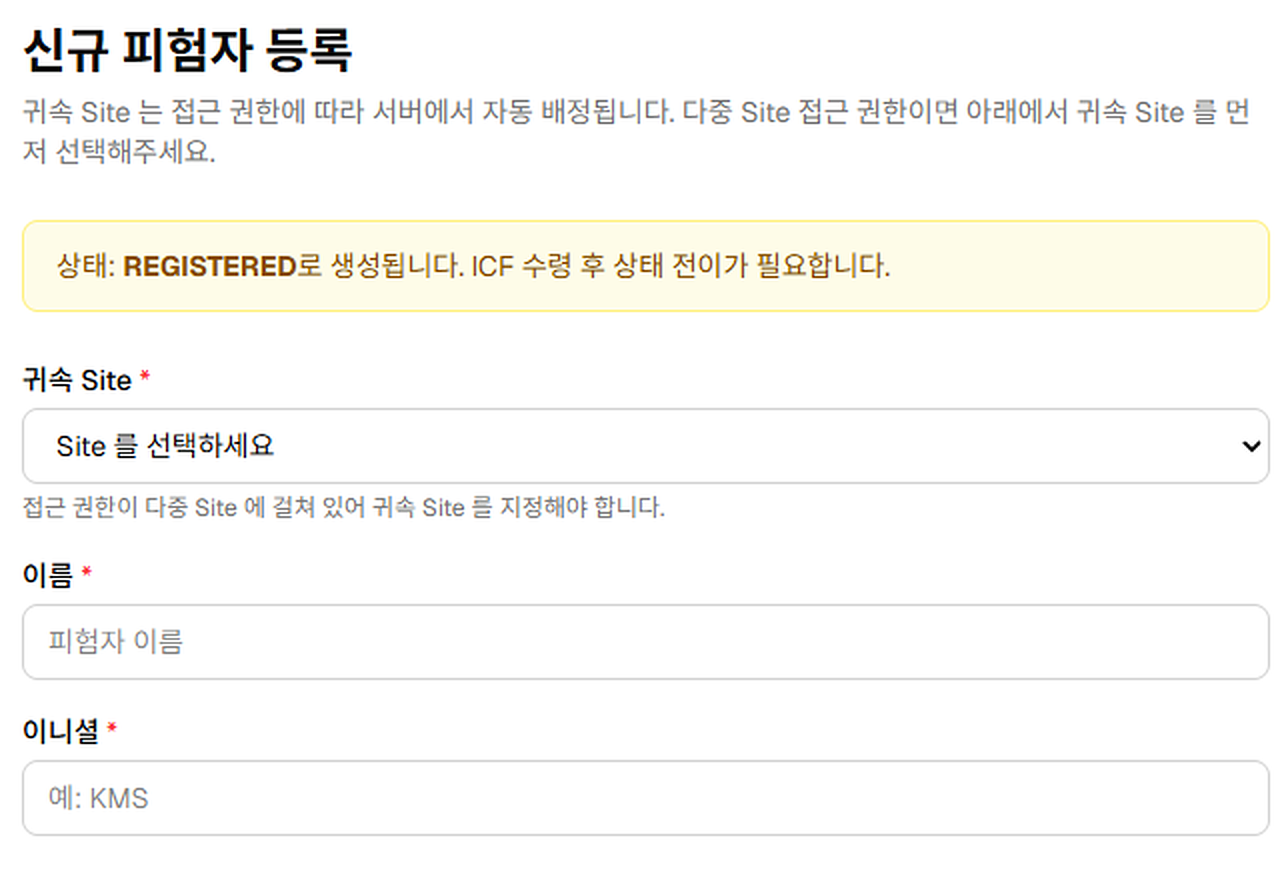 신규 피험자 등록
귀속 Site 는 접근 권한에 따라 서버에서 자동 배정됩니다. 다중 Site 접근 권한이면 아래에서 귀속 Site 를 먼
저 선택해주세요.
상태: REGISTERED로 생성됩니다. ICF 수령 후 상태 전이가 필요합니다.
귀속 Site *
Site 를 선택하세요
접근 권한이 다중 Site 에 걸쳐 있어 귀속 Site 를 지정해야 합니다.
이름 *
피험자 이름
이니셜 *
예: KMS